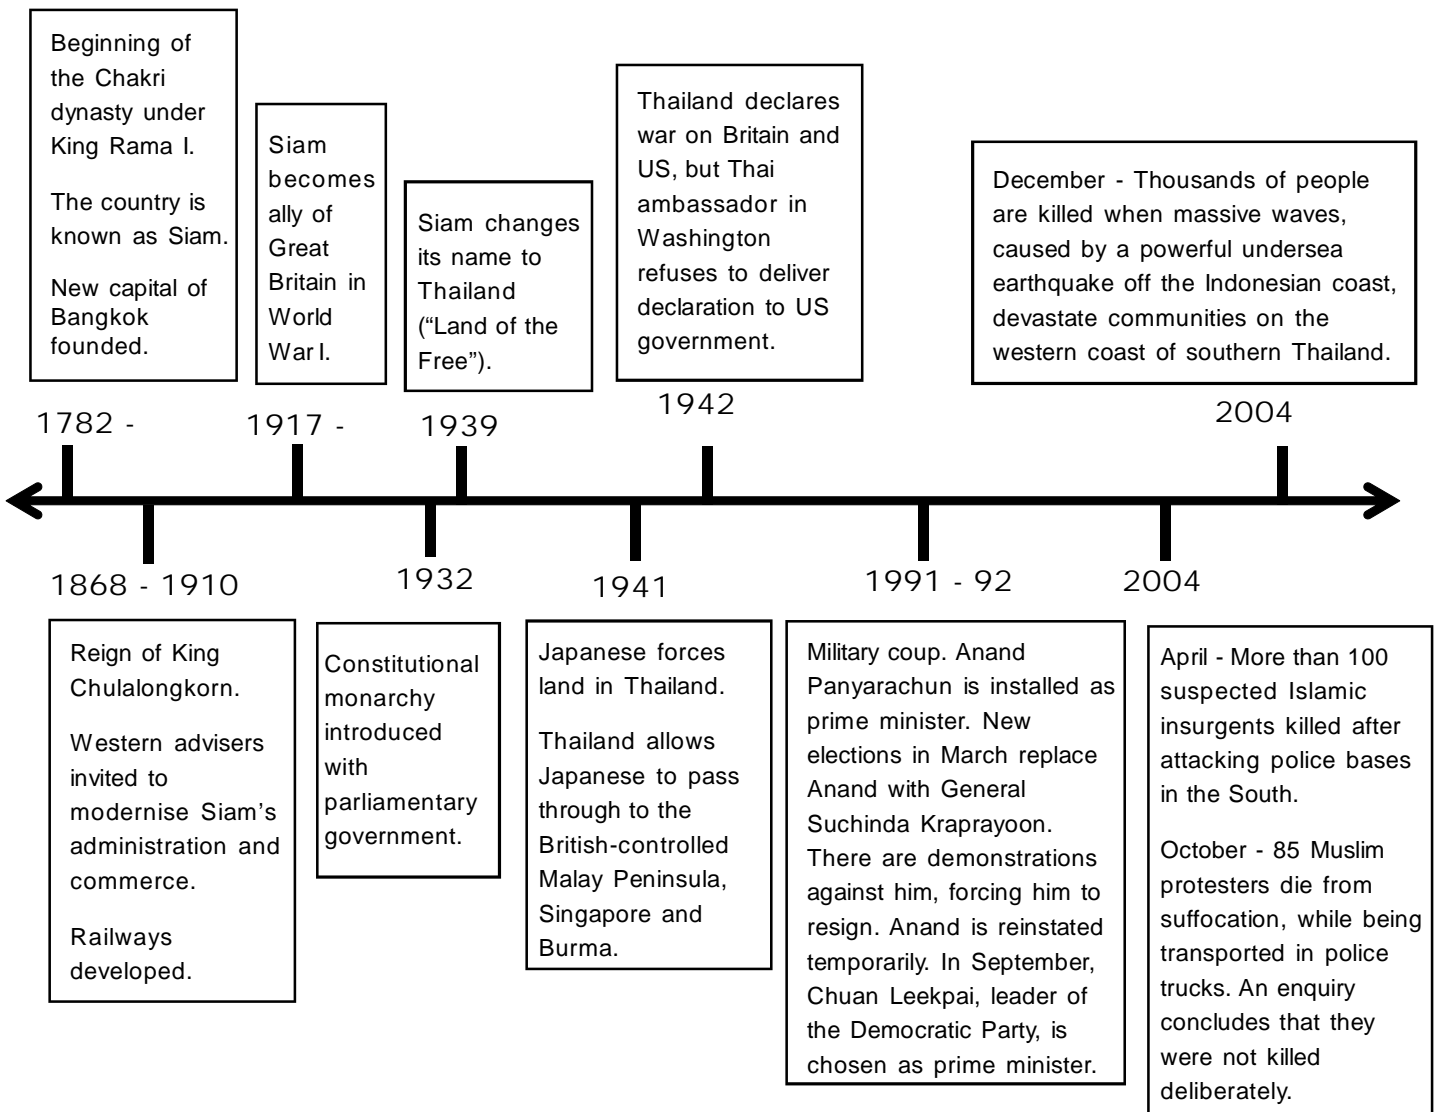 Beginning of
the Chakri
dynasty under
King Rama I.
The country is
known as Siam.
New capital of
Bangkok
founded.
1782 -
Siam
becomes
ally of
Great
Britain in
World
War I.
1917 -
Siam changes
its name to
Thailand
(“Land of the
Free”).
1939
Thailand declares
war on Britain and
US, but Thai
ambassador in
Washington
refuses to deliver
declaration to US
government.
1942
December - Thousands of people
are killed when massive waves,
caused by a powerful undersea
earthquake off the Indonesian coast,
devastate communities on the
western coast of southern Thailand.
2004
1868 - 1910
Reign of King
Chulalongkorn.
Western advisers
invited to
modernise Siam’s
administration and
commerce.
Railways
developed.
1932
Constitutional
monarchy
introduced
with
parliamentary
government.
1941
Japanese forces
land in Thailand.
Thailand allows
Japanese to pass
through to the
British-controlled
Malay Peninsula,
Singapore and
Burma.
1991 - 92
Military coup. Anand
Panyarachun is installed as
prime minister. New
elections in March replace
Anand with General
Suchinda Kraprayoon.
There are demonstrations
against him, forcing him to
resign. Anand is reinstated
temporarily. In September,
Chuan Leekpai, leader of
the Democratic Party, is
chosen as prime minister.
2004
April - More than 100
suspected Islamic
insurgents killed after
attacking police bases
in the South.
October - 85 Muslim
protesters die from
suffocation, while being
transported in police
trucks. An enquiry
concludes that they
were not killed
deliberately.